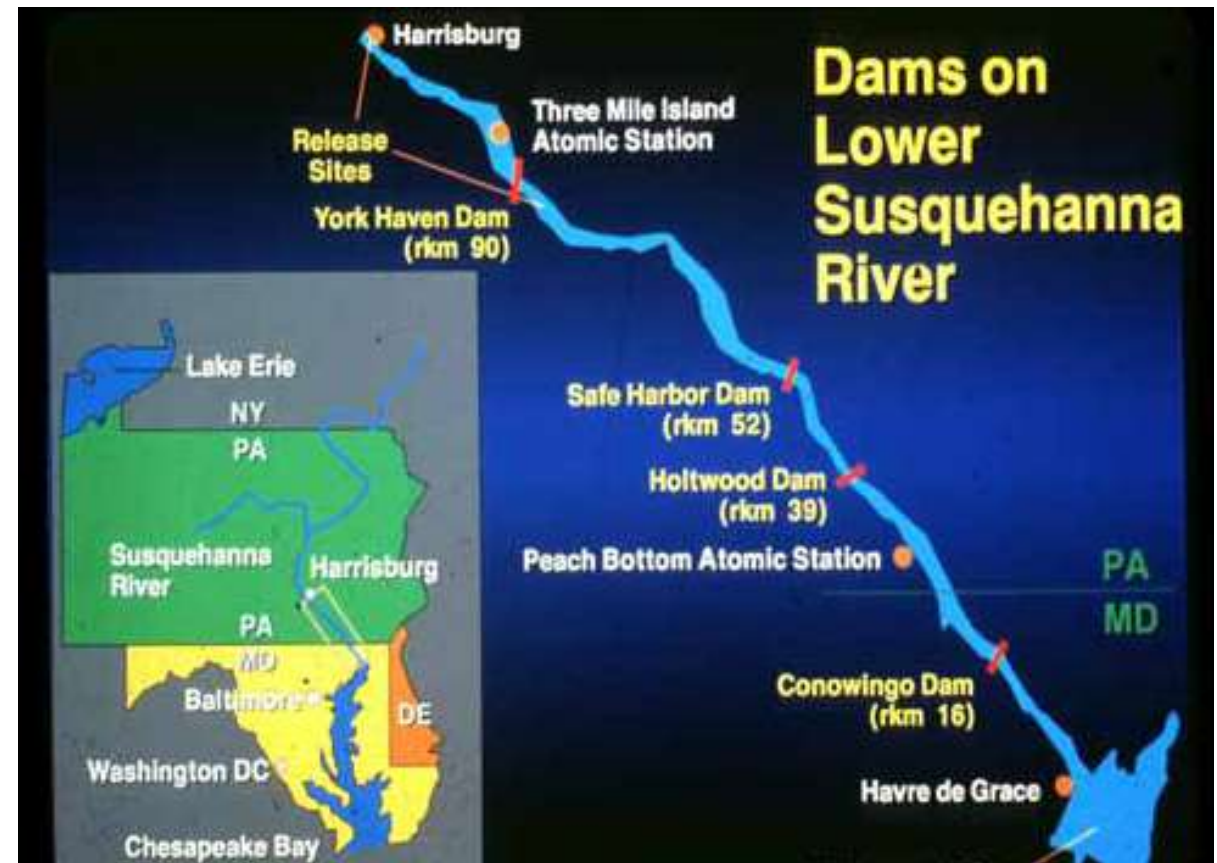 Dams on
Lower
Susquehanna
River
Harrisburg
Three Mile Island
Atomic Station
Release
Sites
York Haven Dam
(rkm 90)
Safe Harbor Dam
(rkm 52)
Holtwood Dam
(rkm 39)
Peach Bottom Atomic Station
PA
MD
Conowingo Dam
(rkm 16)
Havre de Grace
Lake Erie
NY
PA
Susquehanna
River
Harrisburg
PA
MD
Baltimore
DE
Washington DC
Chesapeake Bay